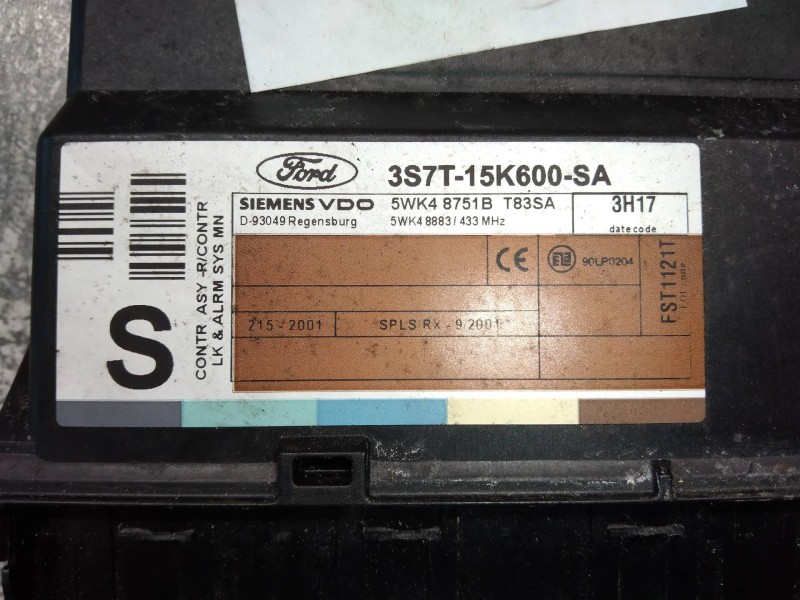 Ford
3S7T-15K600-SA
SIEMENS VDO
D-93049 Regensburg
5WK4 8751B T83SA
5WK4 8883 / 433 MHz
3H17
date code
CE
90LP0204
FST1121T
215 - 2001
SPLS/RX - 9/2001
S
CONTR ASY -R/CONTR
LK & ALRM SYS MN